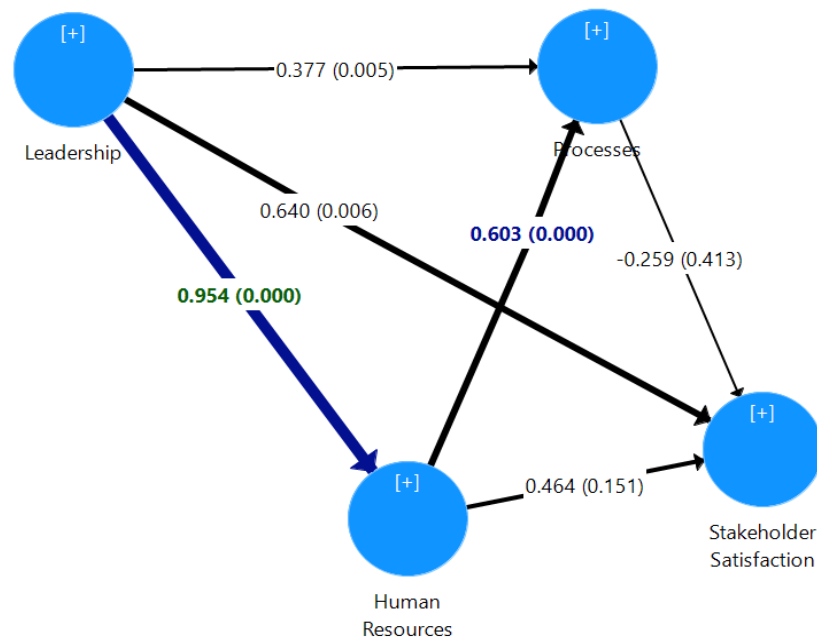 [+]
[+]
0.377 (0.005)
Leadership
Processes
0.640 (0.006)
0.603 (0.000)
-0.259 (0.413)
0.954 (0.000)
[+]
[+]
0.464 (0.151)
Stakeholder
Satisfaction
Human
Resources